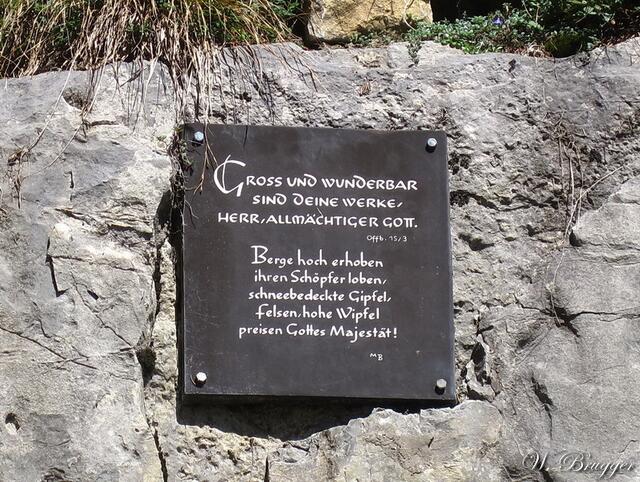 Gross und wunderbar
sind deine Werke,
Herr, allmächtiger Gott.
Offb. 15/3
Berge hoch erhoben
ihren Schöpfer loben,
schneebedeckte Gipfel,
Felsen, hohe Wipfel
preisen Gottes Majestät!
MB
W. Brugger